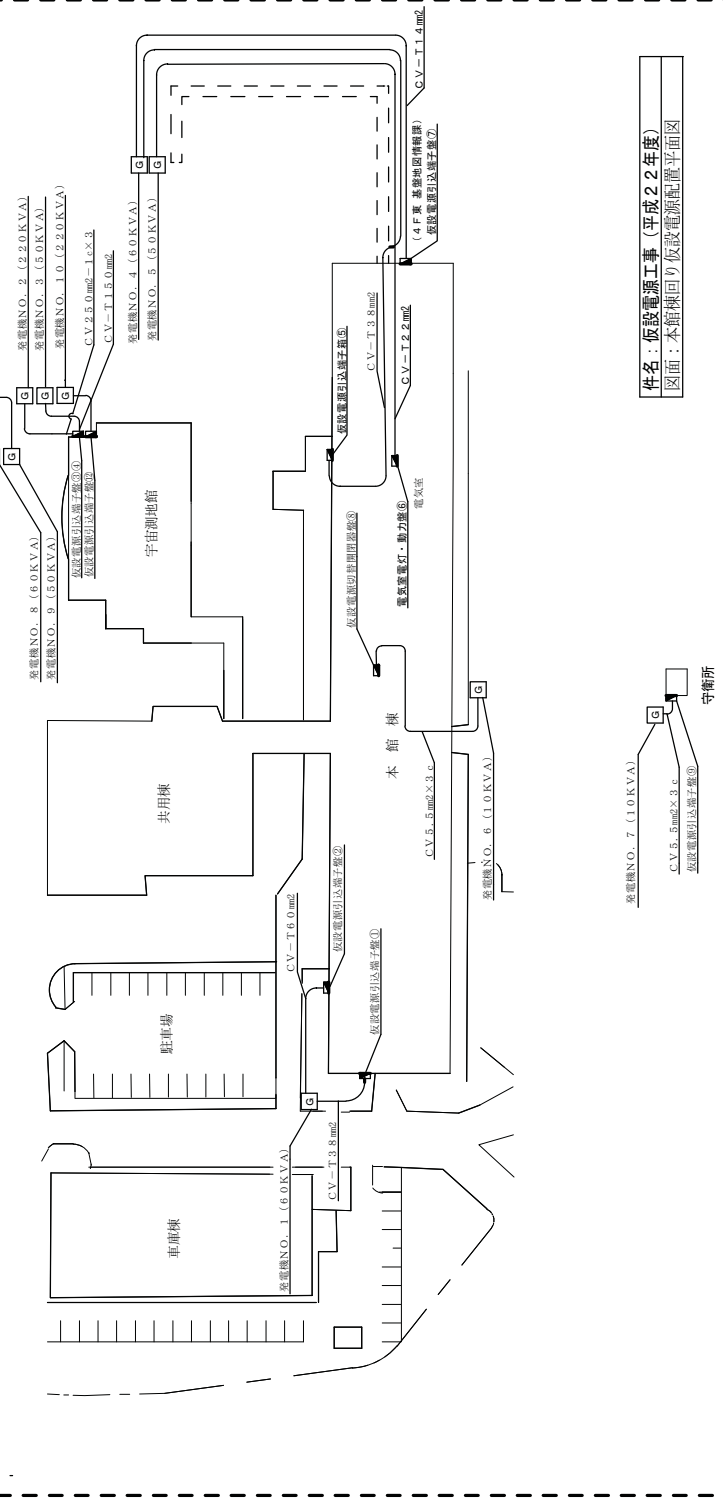 発電機NO. 8 (60KVA)
発電機NO. 9 (50KVA)
発電機NO. 2 (220KVA)
発電機NO. 3 (50KVA)
発電機NO. 10 (220KVA)
CV250mm2-1c×3
CV-T150mm2
発電機NO. 4 (60KVA)
発電機NO. 5 (50KVA)
G
G
G
G
G
G
仮設電源引込端子盤③④
仮設電源引込端子盤⑫
宇宙測地館
CV-T14mm2
(4F東 基盤地図情報課)
仮設電源引込端子盤⑦
仮設電源引込端子箱⑤
CV-T38mm2
CV-T22mm2
電気室電灯・動力盤⑥
電気室
仮設電源切替開閉器盤⑧
本館棟
CV5.5mm2×3c
発電機NO. 6 (10KVA)
G
共用棟
CV-T60mm2
仮設電源引込端子盤②
仮設電源引込端子盤①
駐車場
G
発電機NO. 1 (60KVA)
CV-T38mm2
車庫棟
発電機NO. 7 (10KVA)
G
CV5.5mm2×3c
仮設電源引込端子盤⑨
守衛所
件名：仮設電源工事（平成22年度）
図面：本館棟回り仮設電源配置平面図